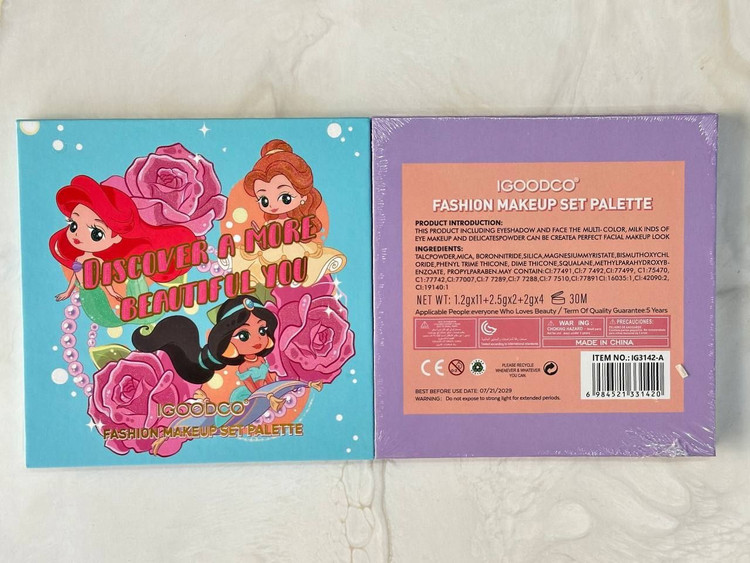 DISCOVER A MORE
BEAUTIFUL YOU
IGOODCO
FASHION MAKEUP SET PALETTE
IGOODCO®
FASHION MAKEUP SET PALETTE
PRODUCT INTRODUCTION:
THIS PRODUCT INCLUDING EYESHADOW AND FACE THE MULTI-COLOR, MILK INDS OF
EYE MAKEUP AND DELICATESPOWDER CAN BE CREATEA PERFECT FACIAL MAKEUP LOOK
INGREDIENTS:
TALCPOWDER,MICA, BORONNITRIDE,SILICA,MAGNESIUMMYRISTATE,BISMUTHOXYCHL
ORIDE,PHENYL TRIME THICONE, DIME THICONE,SQUALANE,METHYLPARAHYDROXYB-
ENZOATE, PROPYLPARABEN.MAY CONTAIN:CI:77491,CI:7 7492,CI:77499, C1:75470,
C1:77742,CI:77007,CI:7 7289,CI:7 7288,CI:7 7510,CI:77891CI:16035:1,CI:42090:2,
CI:19140:1
NET WT: 1.2gx11+2.5gx2+2gx4 30M
Applicable People:everyone Who Loves Beauty / Term Of Quality Guarantee:5 Years
WARNING:
CHOKING HAZARD
PRECAUCIONES:
MADE IN CHINA
CE
PLEASE RECYCLE
WHENEVER & WHATEVER
YOU CAN.
ITEM NO.: IG3142-A
6 984521 331420
BEST BEFORE USE DATE: 07/21/2029
WARNING: Do not expose to strong light for extended periods.